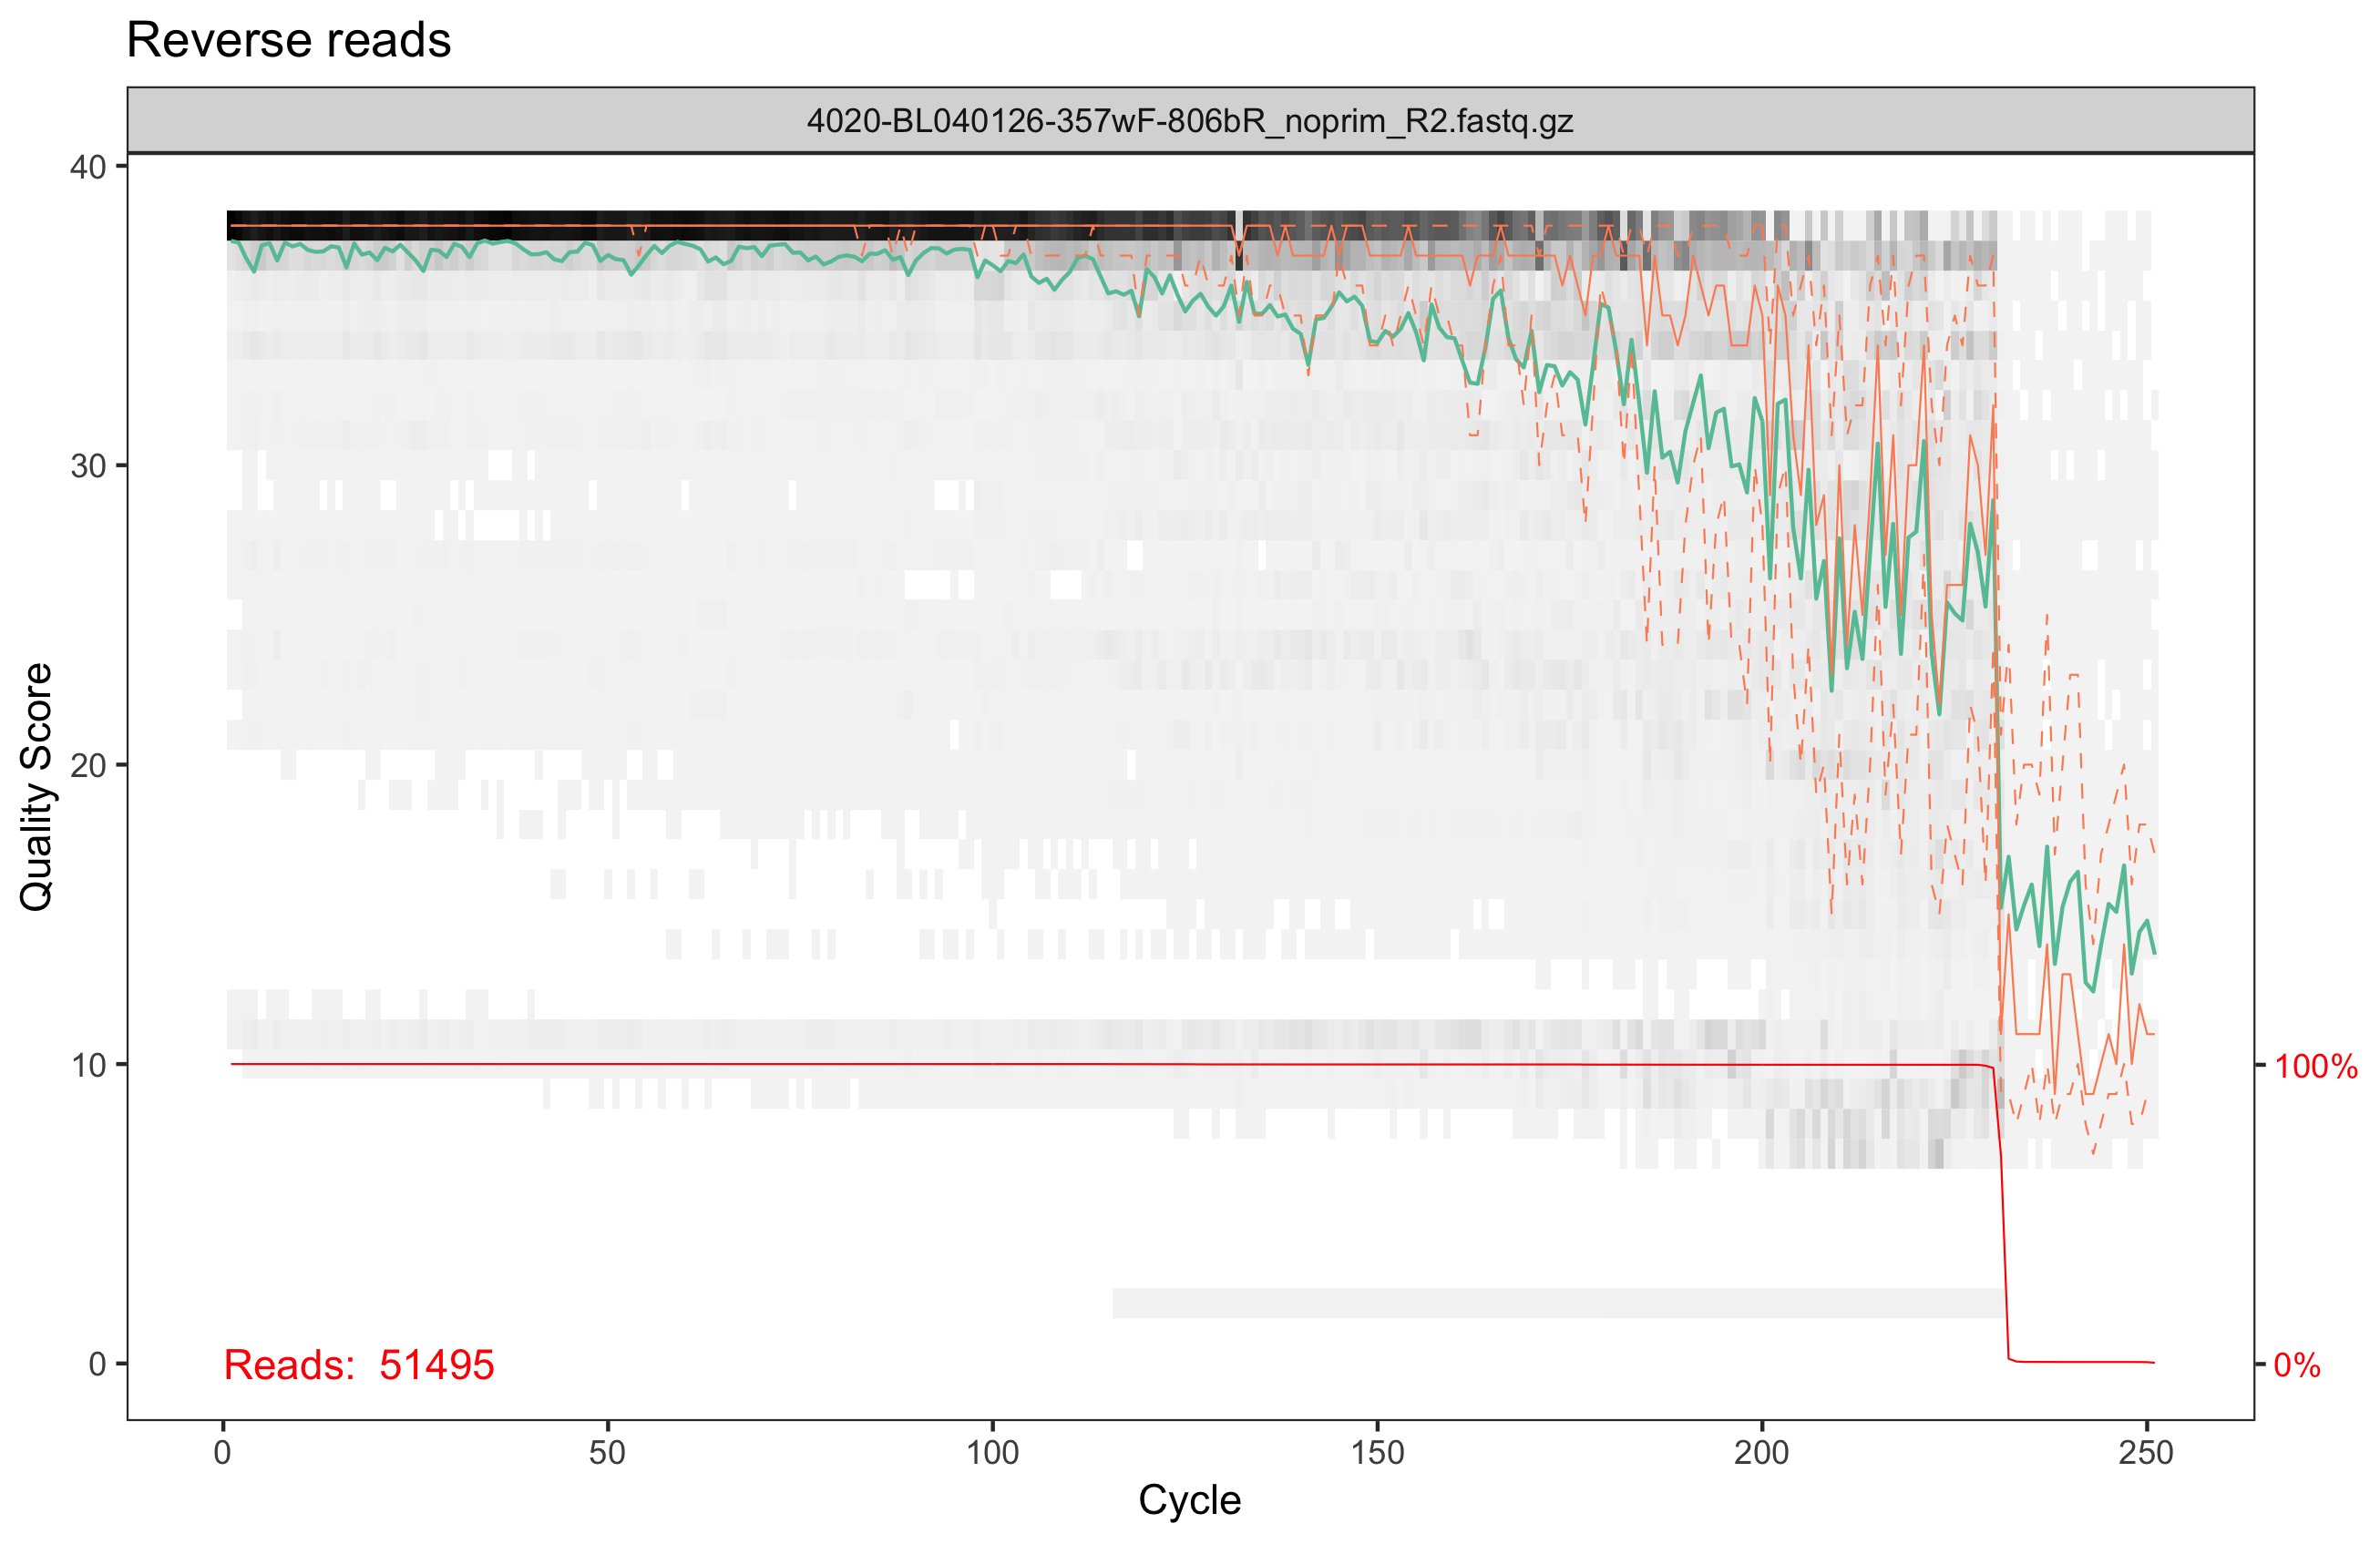 Reverse reads
4020-BL040126-357wF-806bR_noprim_R2.fastq.gz
40
30
20
10
0
Quality Score
100%
0%
Reads: 51495
0 50 100 150 200 250
Cycle